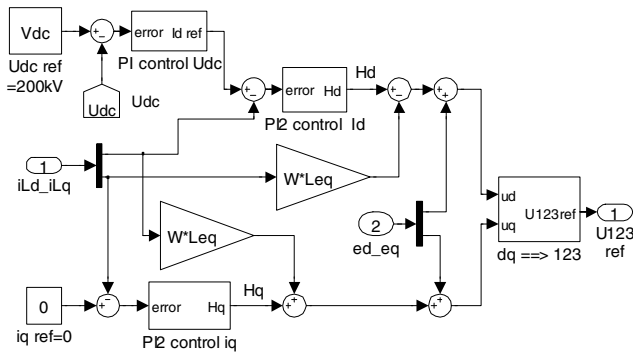 Vdc
Udc ref
=200kV
error
Id ref
PI control Udc
Udc
Udc
error
Hd
PI2 control Id
Hd
1
iLd_iLq
W*Leq
W*Leq
2
ed_eq
ud
uq
U123ref
dq ==> 123
1
U123
ref
0
iq ref=0
error
Hq
PI2 control iq
Hq